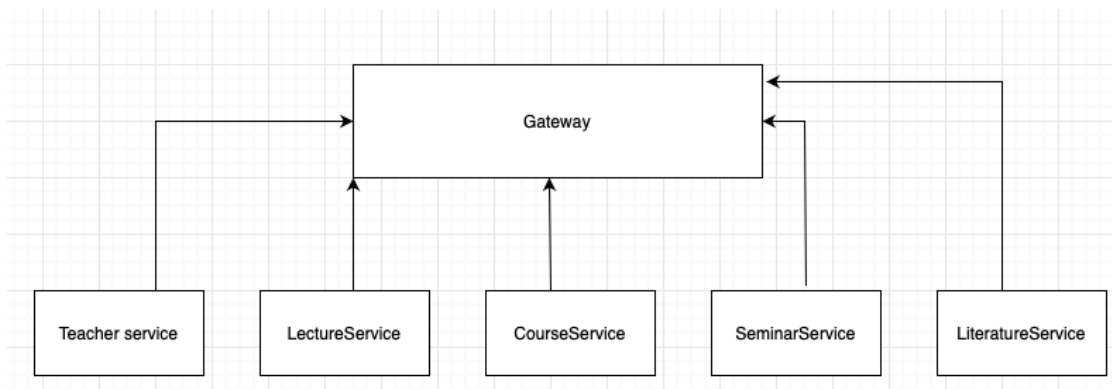 Gateway
Teacher service
LectureService
CourseService
SeminarService
LiteratureService